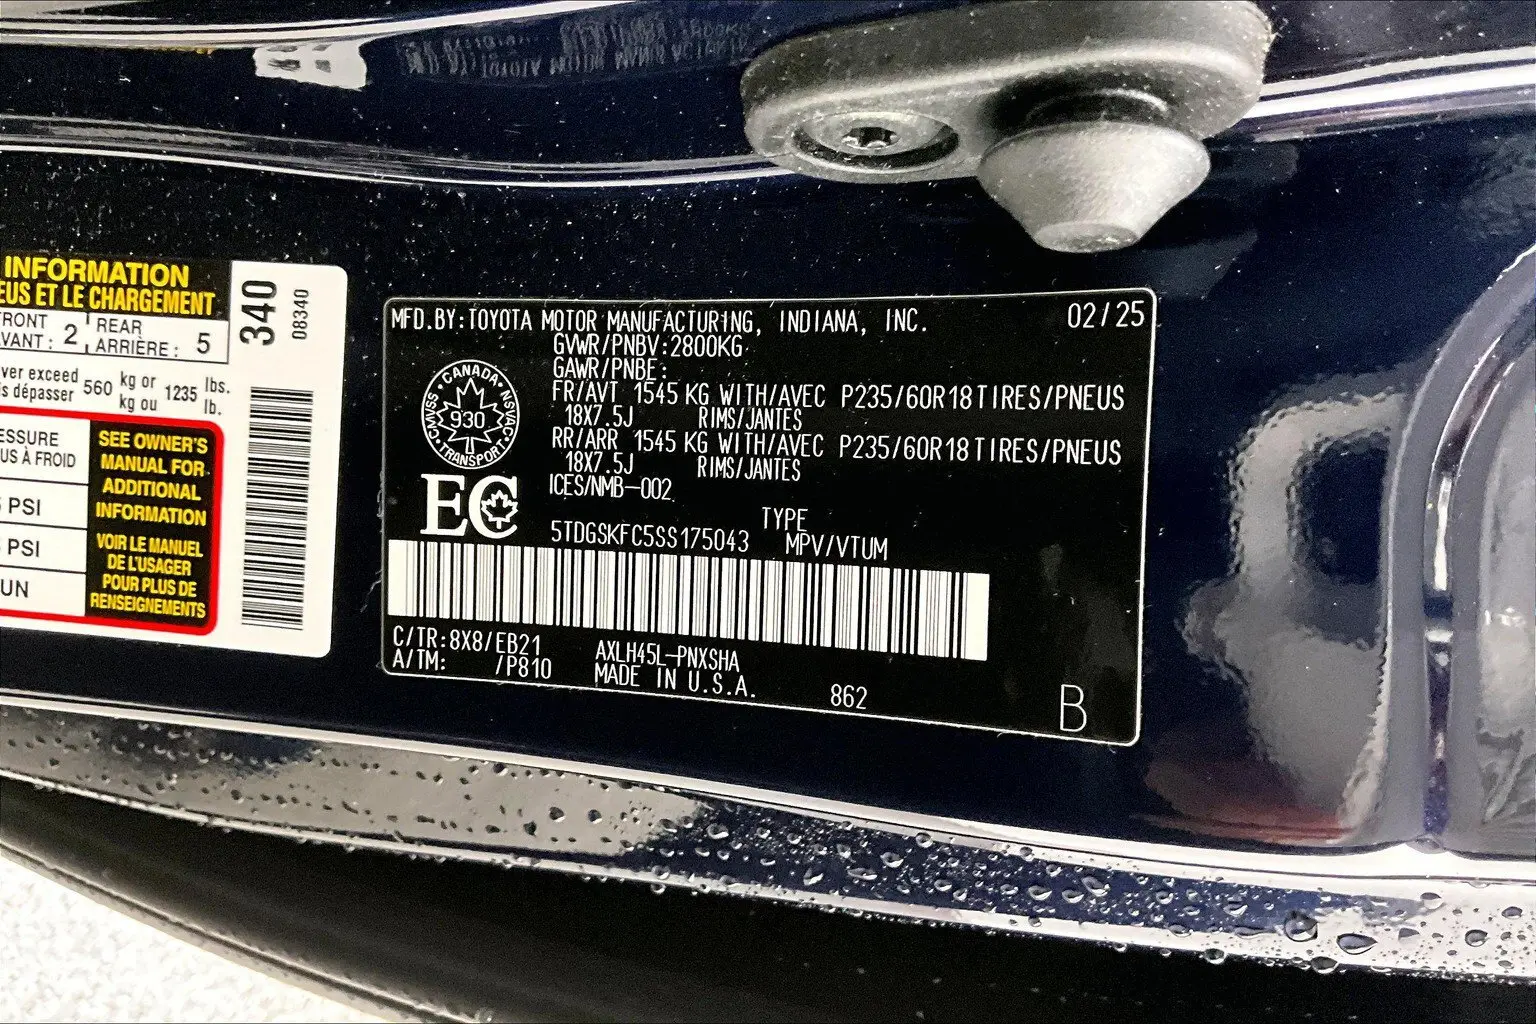 INFORMATION
EUS ET LE CHARGEMENT
RONT 2 REAR 5
VANT : ARRIÈRE :
ver exceed 560 kg or 1235 lbs.
is dépasser kg ou lb.
ESSURE
US À FROID
PSI
PSI
UN
SEE OWNER'S
MANUAL FOR
ADDITIONAL
INFORMATION
VOIR LE MANUEL
DE L'USAGER
POUR PLUS DE
RENSEIGNEMENTS
340
08340
MFD.BY:TOYOTA MOTOR MANUFACTURING, INDIANA, INC. 02/25
GVWR/PNBV:2800KG
GAWR/PNBE:
FR/AVT 1545 KG WITH/AVEC P235/60R18TIRES/PNEUS
18X7.5J RIMS/JANTES
RR/ARR 1545 KG WITH/AVEC P235/60R18TIRES/PNEUS
18X7.5J RIMS/JANTES
ICES/NMB-002
CANADA
CMVSS 930 NSVAC
TRANSPORT
EC
TYPE
5TDGSKFC5SS175043 MPV/VTUM
C/TR:8X8/EB21 AXLH45L-PNXSHA
A/TM: /P810 MADE IN U.S.A. 862
B